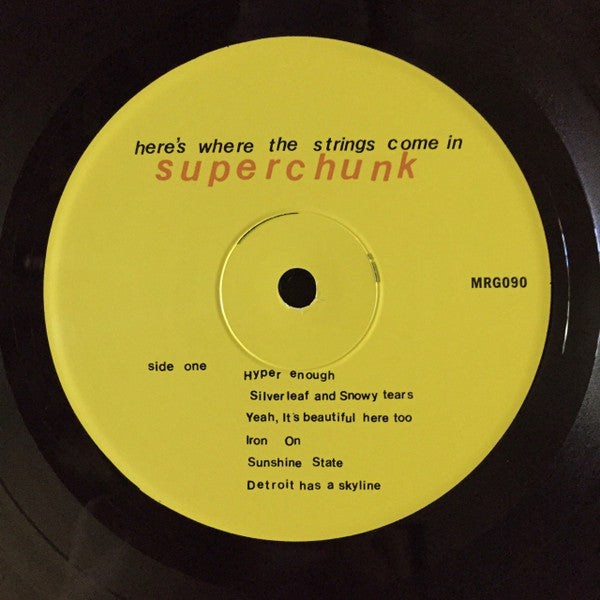 here's where the strings come in
superchunk
MRG090
side one
Hyper enough
Silverleaf and Snowy tears
Yeah, It's beautiful here too
Iron On
Sunshine State
Detroit has a skyline